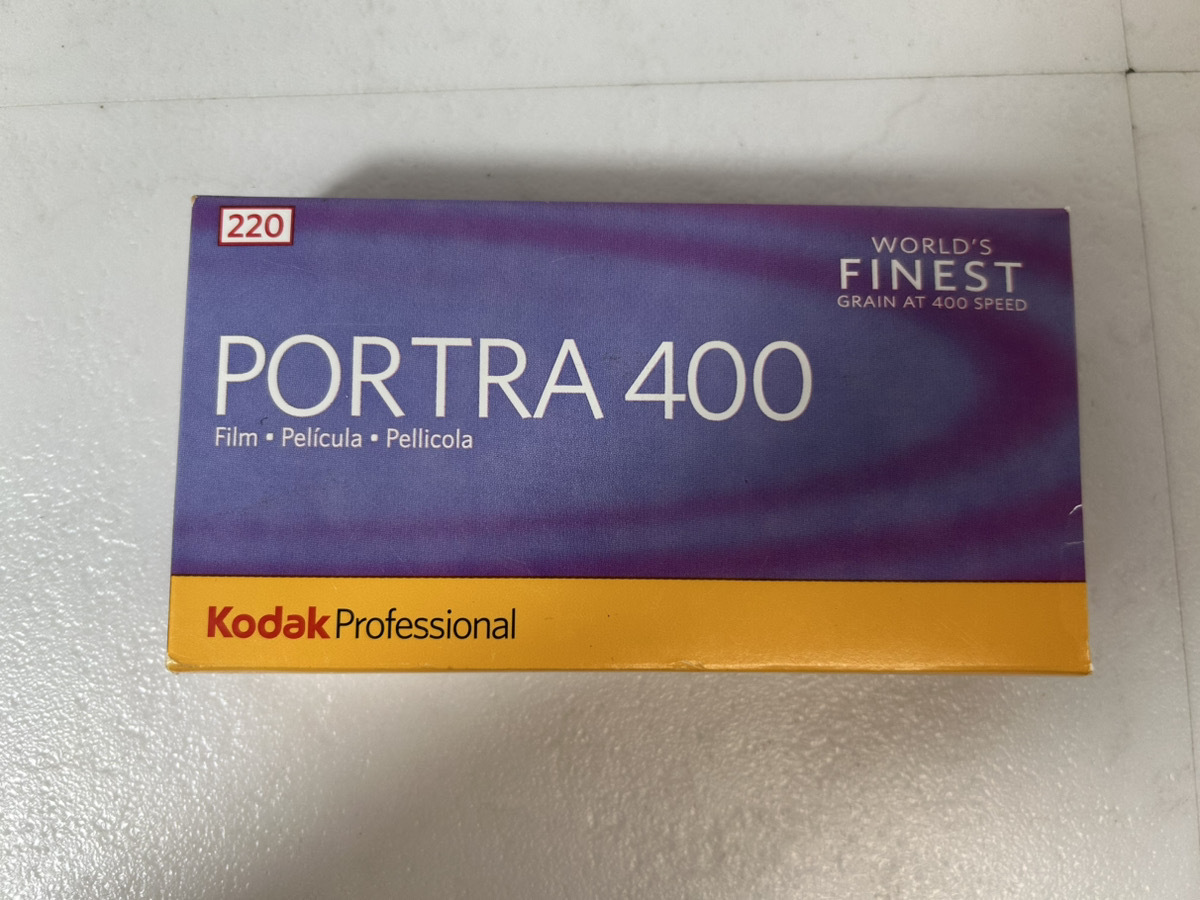 220
WORLD'S
FINEST
GRAIN AT 400 SPEED
PORTRA 400
Film ▪ Película ▪ Pellicola
Kodak Professional